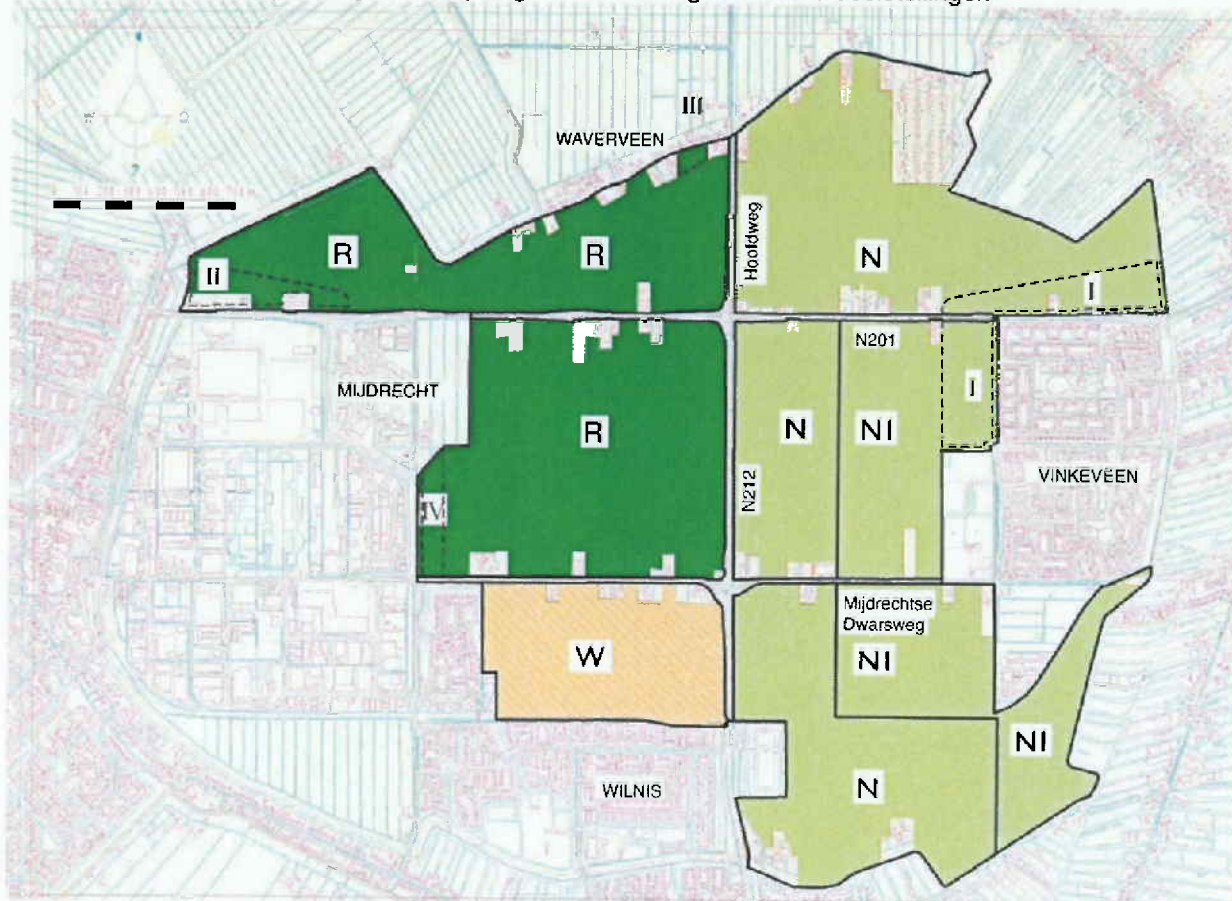 III
WAVERVEEN
Hoofdweg
R
R
N
II
I
N201
MIJDRECHT
I
R
N
NI
N212
VINKEVEEN
IV
Mijdrechtse
Dwarsweg
W
NI
NI
WILNIS
N